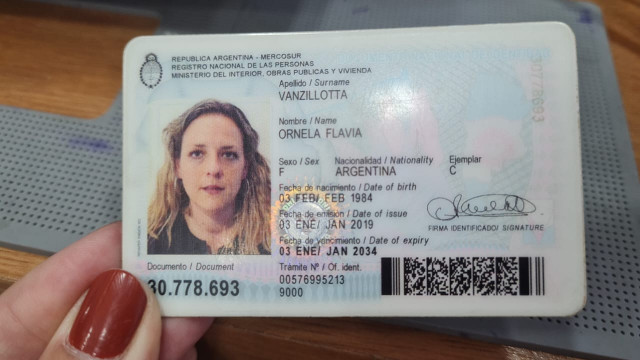 REPUBLICA ARGENTINA - MERCOSUR
REGISTRO NACIONAL DE LAS PERSONAS
MINISTERIO DEL INTERIOR, OBRAS PUBLICAS Y VIVIENDA
Apellido / Surname
VANZILLOTTA
Nombre / Name
ORNELA FLAVIA
Sexo / Sex Nacionalidad / Nationality Ejemplar
F ARGENTINA C
Fecha de nacimiento / Date of birth
03 FEB/ FEB 1984
Fecha de emisión / Date of issue
03 ENE/ JAN 2019
FIRMA IDENTIFICADO/ SIGNATURE
Fecha de vencimiento / Date of expiry
03 ENE/ JAN 2034
Documento / Document Trámite Nº / Of. ident.
30.778.693 00576995213
9000